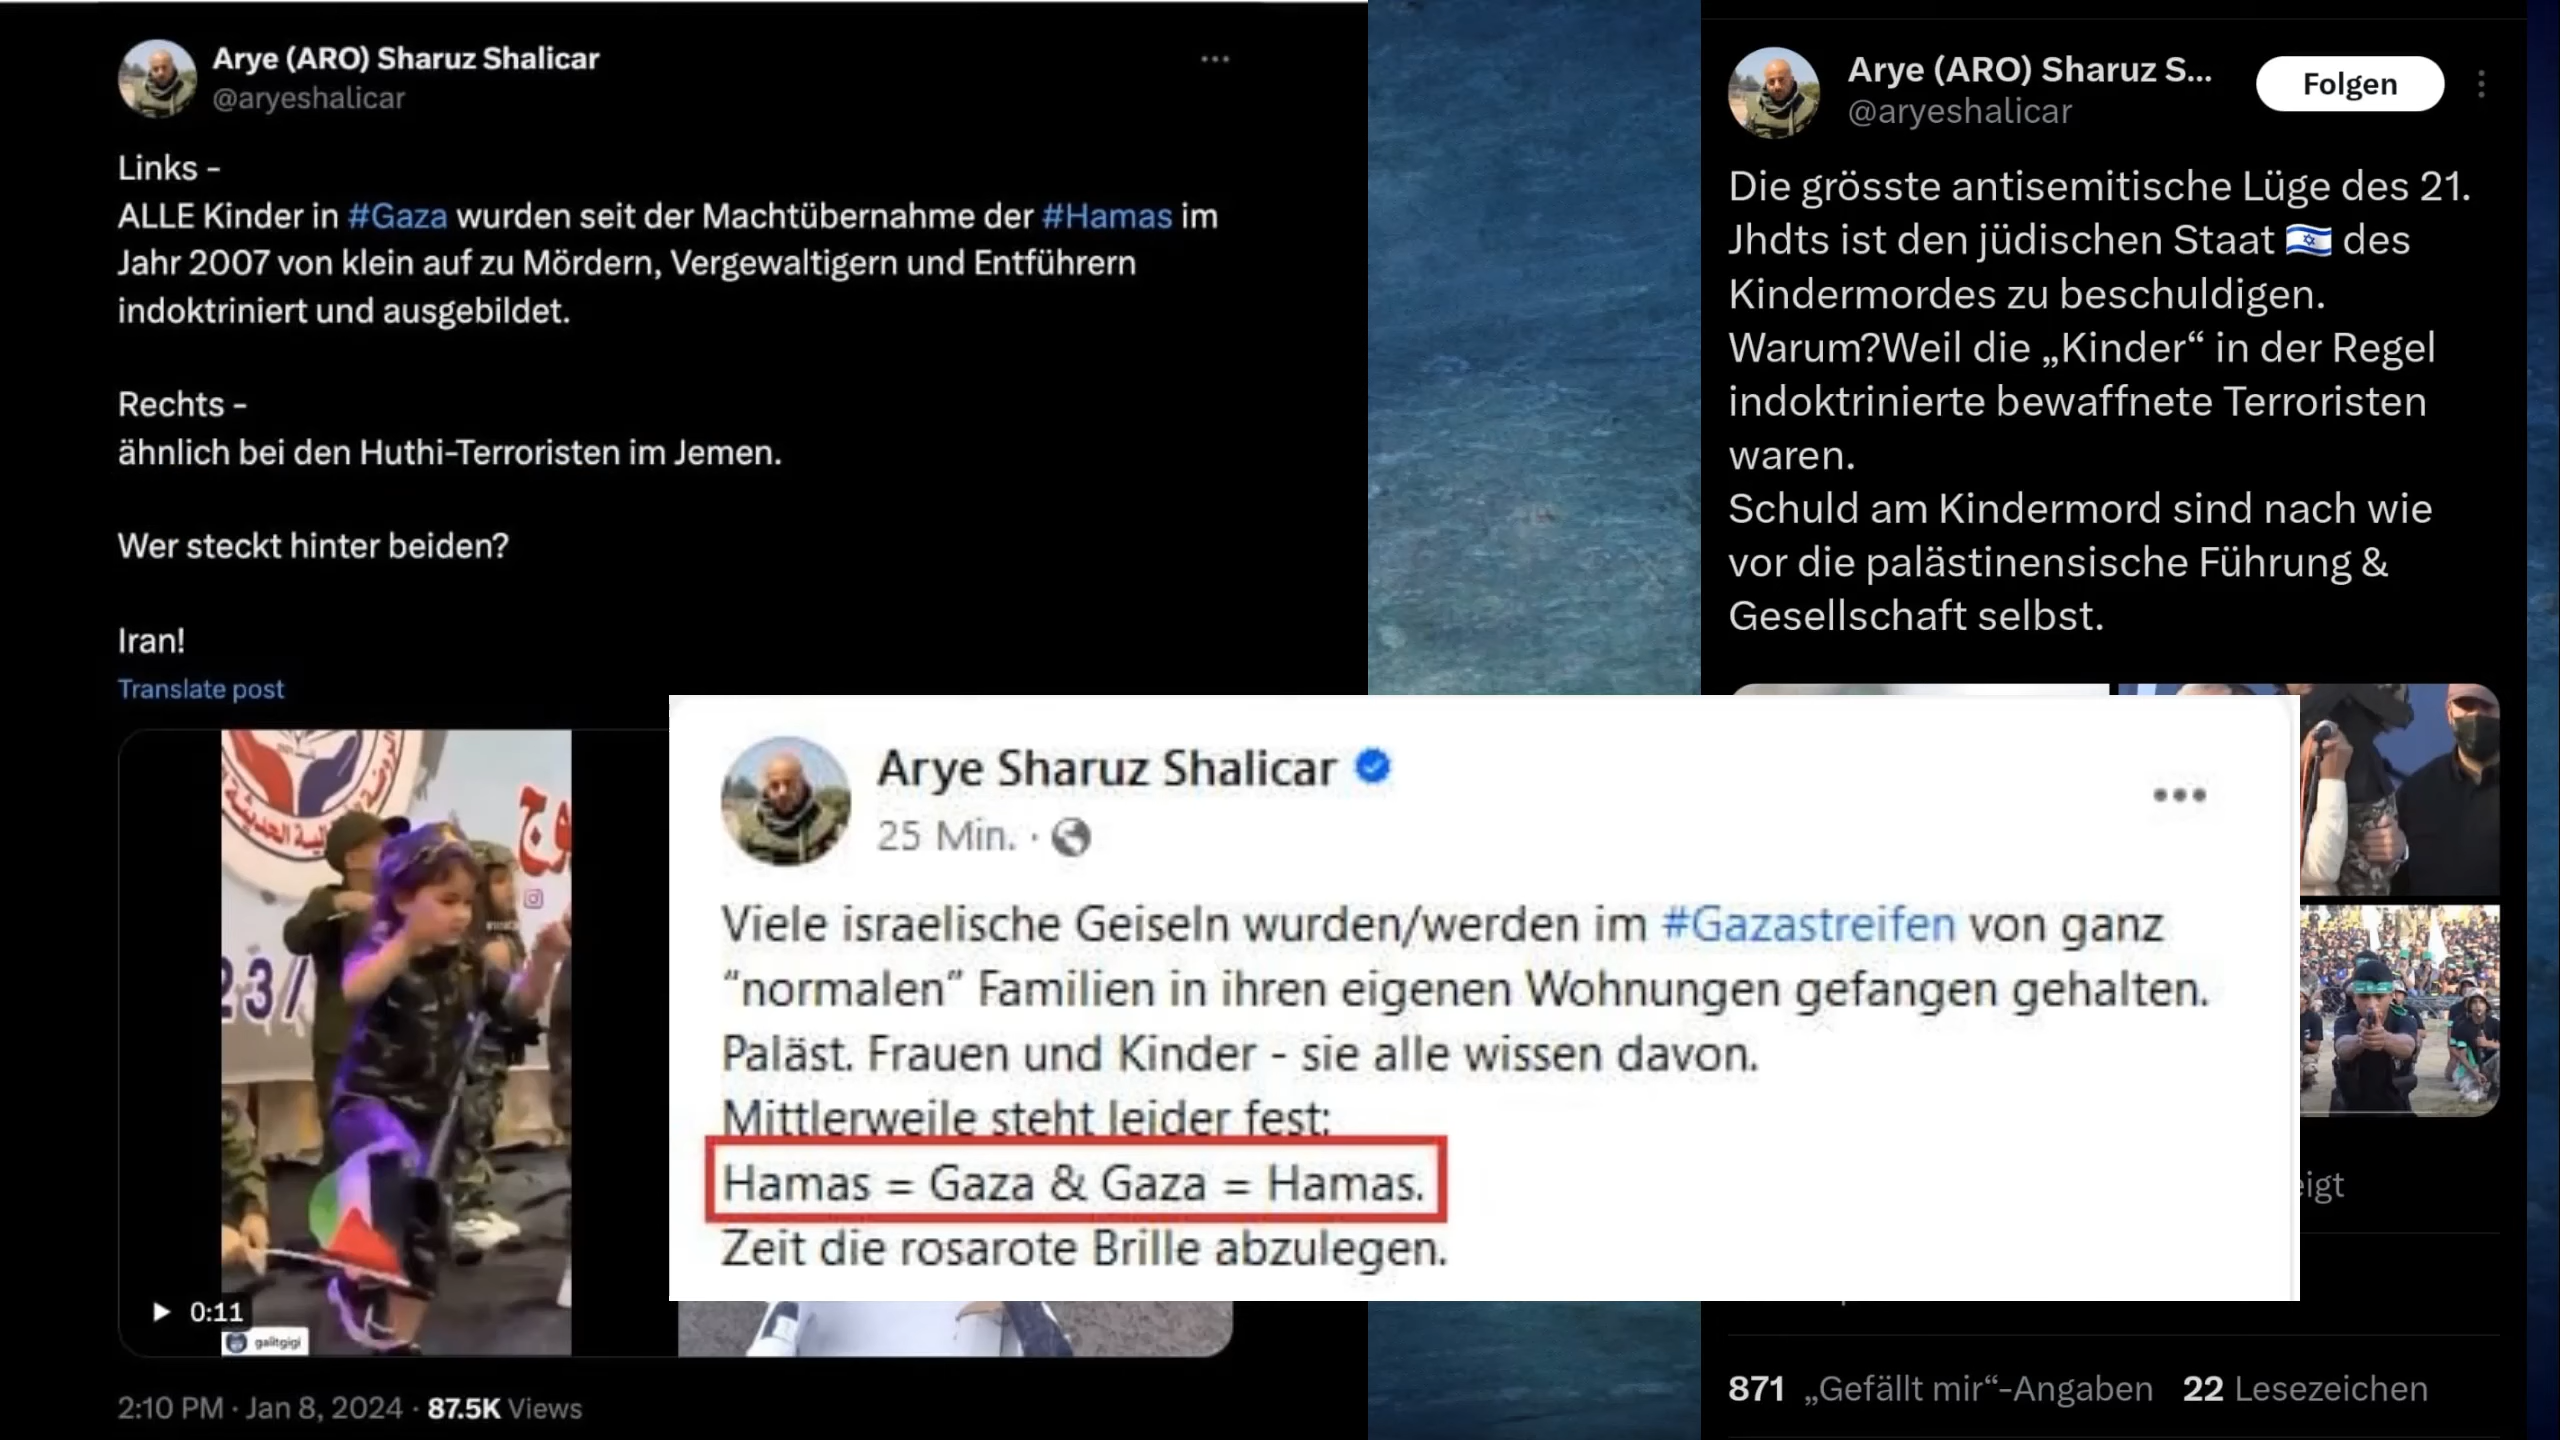 Arye (ARO) Sharuz Shalicar
@aryeshalicar
Links -
ALLE Kinder in #Gaza wurden seit der Machtübernahme der #Hamas im
Jahr 2007 von klein auf zu Mördern, Vergewaltigern und Entführern
indoktriniert und ausgebildet.
Rechts -
ähnlich bei den Huthi-Terroristen im Jemen.
Wer steckt hinter beiden?
Iran!
Translate post
23/
0:11
galitgigi
2:10 PM · Jan 8, 2024 · 87.5K Views
Arye (ARO) Sharuz S...
@aryeshalicar
Folgen
Die grösste antisemitische Lüge des 21.
Jhdts ist den jüdischen Staat 🇮🇱 des
Kindermordes zu beschuldigen.
Warum?Weil die „Kinder“ in der Regel
indoktrinierte bewaffnete Terroristen
waren.
Schuld am Kindermord sind nach wie
vor die palästinensische Führung &
Gesellschaft selbst.
eigt
871 „Gefällt mir“-Angaben 22 Lesezeichen
Arye Sharuz Shalicar
25 Min. ·
Viele israelische Geiseln wurden/werden im #Gazastreifen von ganz
“normalen” Familien in ihren eigenen Wohnungen gefangen gehalten.
Paläst. Frauen und Kinder - sie alle wissen davon.
Mittlerweile steht leider fest:
Hamas = Gaza & Gaza = Hamas.
Zeit die rosarote Brille abzulegen.